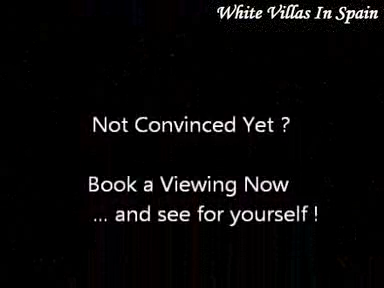 White Villas In Spain
Not Convinced Yet ?
Book a Viewing Now
... and see for yourself !